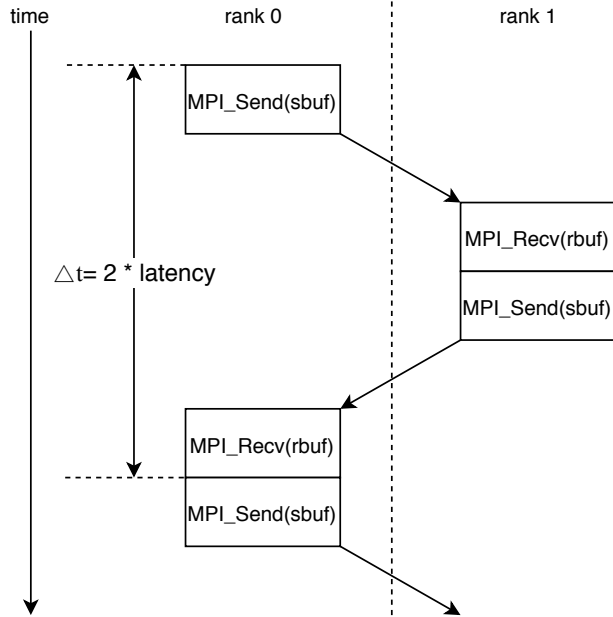 time
rank 0
rank 1
MPI_Send(sbuf)
MPI_Recv(rbuf)
△t= 2 * latency
MPI_Send(sbuf)
MPI_Recv(rbuf)
MPI_Send(sbuf)